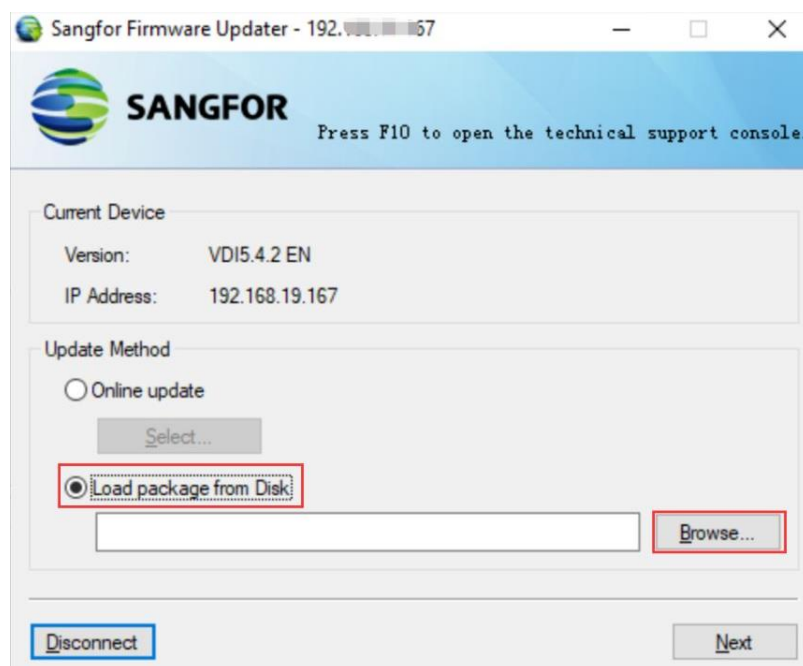 Sangfor Firmware Updater - 192. 67
SANGFOR
Press F10 to open the technical support console.
Current Device
Version: VDI5.4.2 EN
IP Address: 192.168.19.167
Update Method
Online update
Select...
Load package from Disk
Browse...
Disconnect
Next